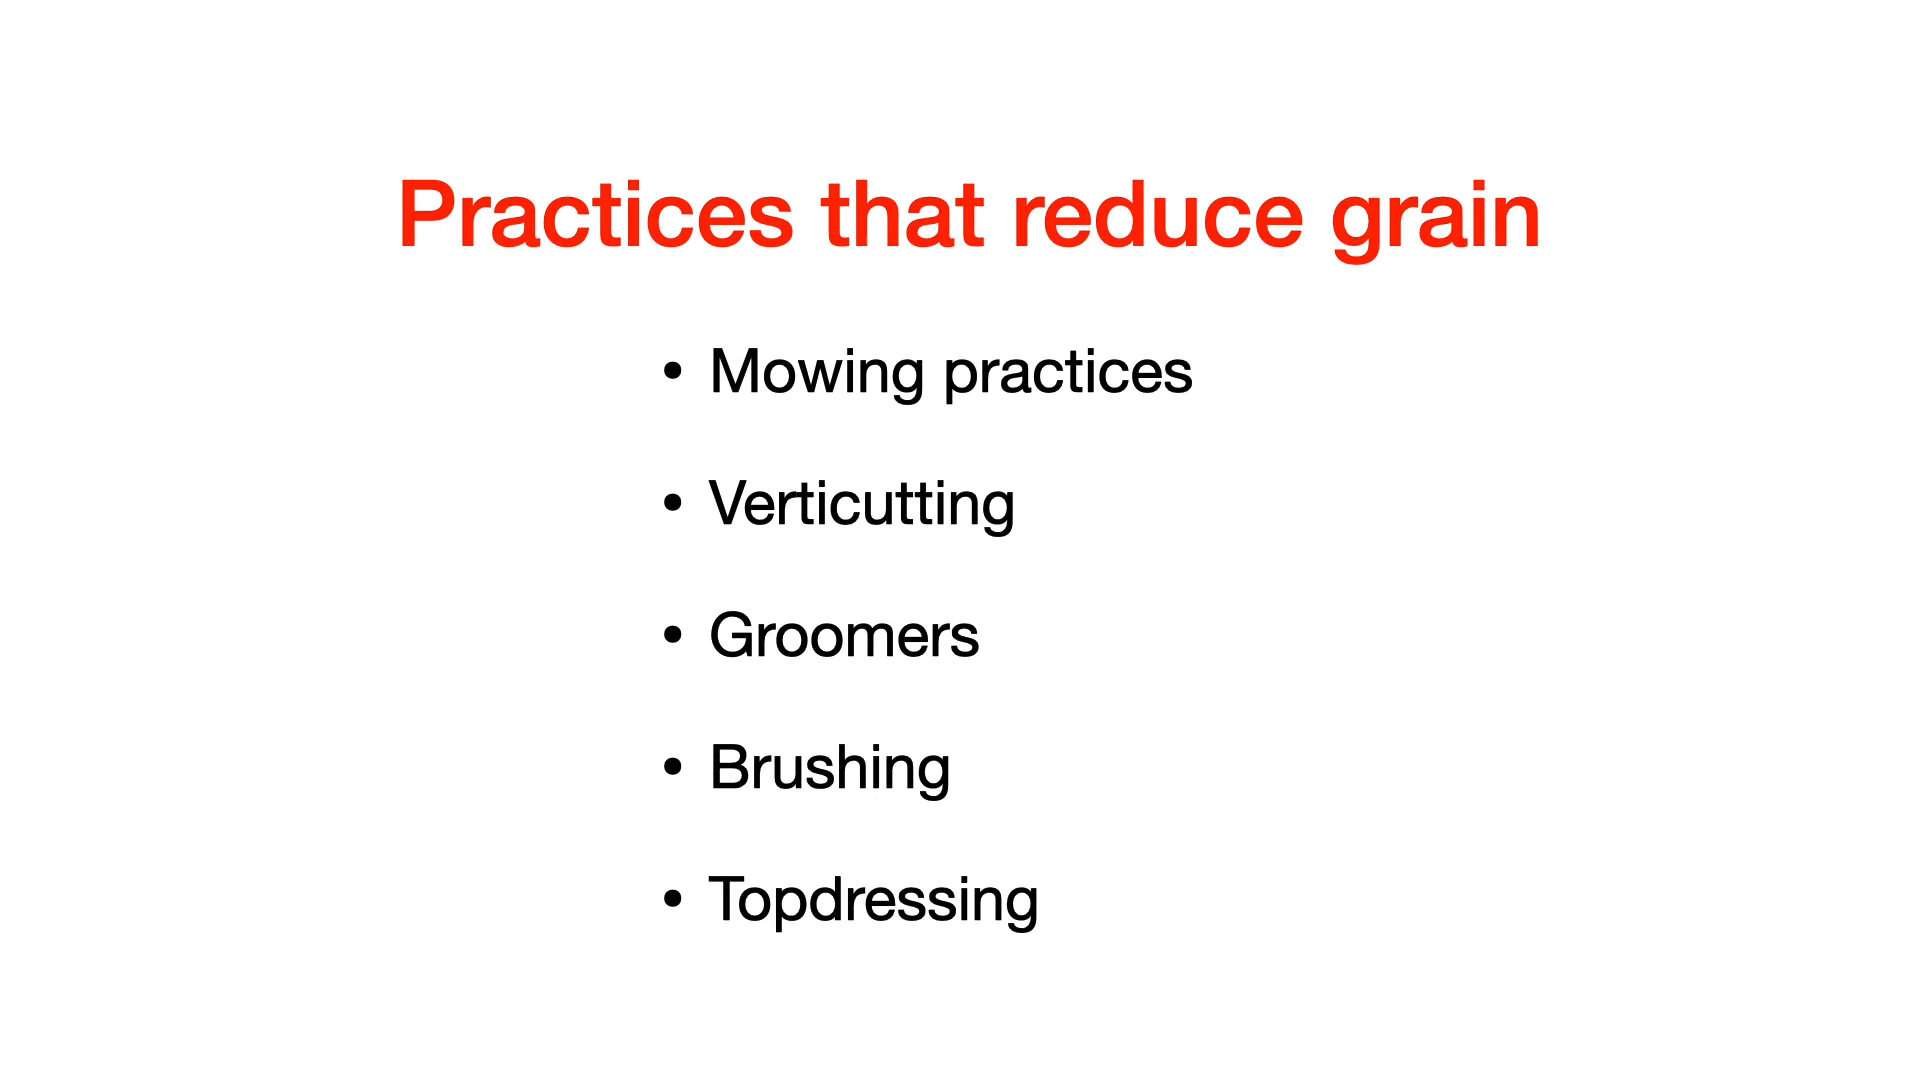 Practices that reduce grain
• Mowing practices
• Verticutting
• Groomers
• Brushing
• Topdressing